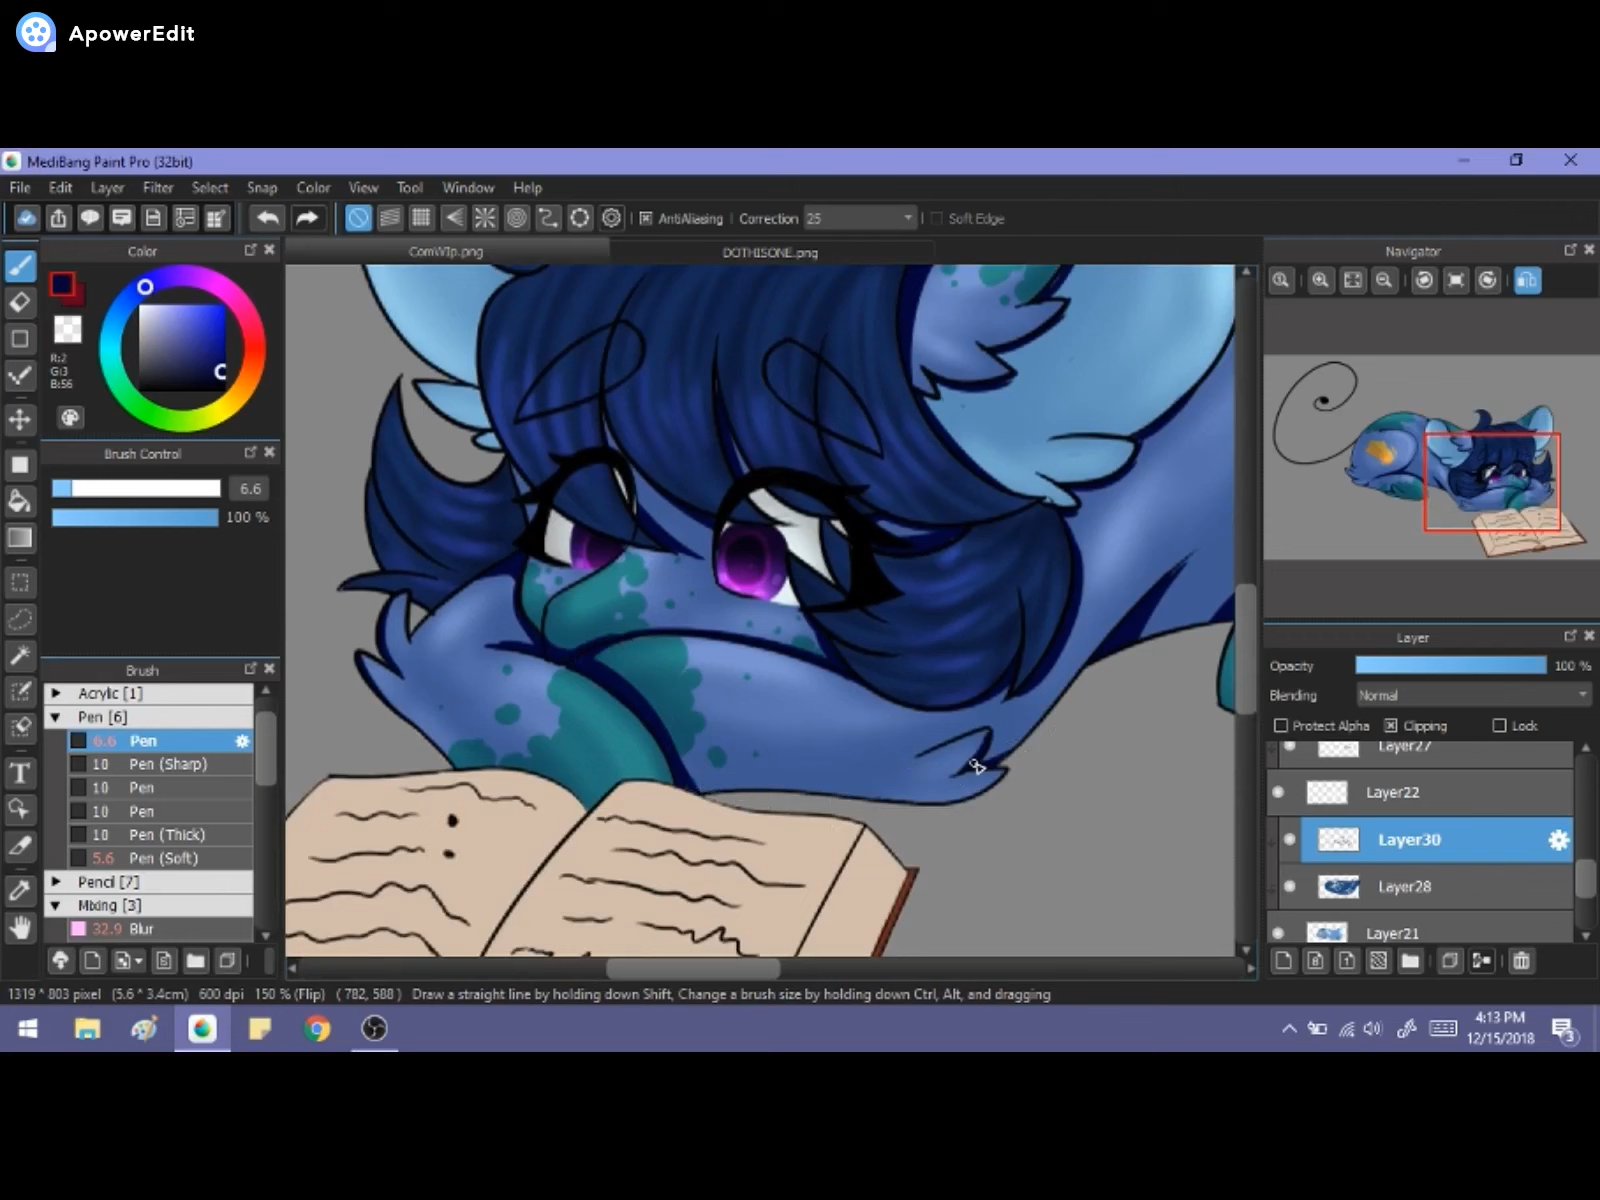 ApowerEdit
MediBang Paint Pro (32bit)
File Edit Layer Filter Select Snap Color View Tool Window Help
AntiAliasing Correction 25 Soft Edge
Color
ComWIp.png
DOTHISONE.png
Navigator
R:2
G:3
B:56
Brush Control
6.6
100 %
Brush
Acrylic [1]
Pen [6]
6.6 Pen
10 Pen (Sharp)
10 Pen
10 Pen
10 Pen (Thick)
5.6 Pen (Soft)
Pencil [7]
Mixing [3]
32.9 Blur
Layer
Opacity 100 %
Blending Normal
Protect Alpha Clipping Lock
Layer27
Layer22
Layer30
Layer28
Layer21
1319 * 803 pixel (5.6 * 3.4cm) 600 dpi 150 % (Flip) ( 782, 588 ) Draw a straight line by holding down Shift, Change a brush size by holding down Ctrl, Alt, and dragging
4:13 PM
12/15/2018
3